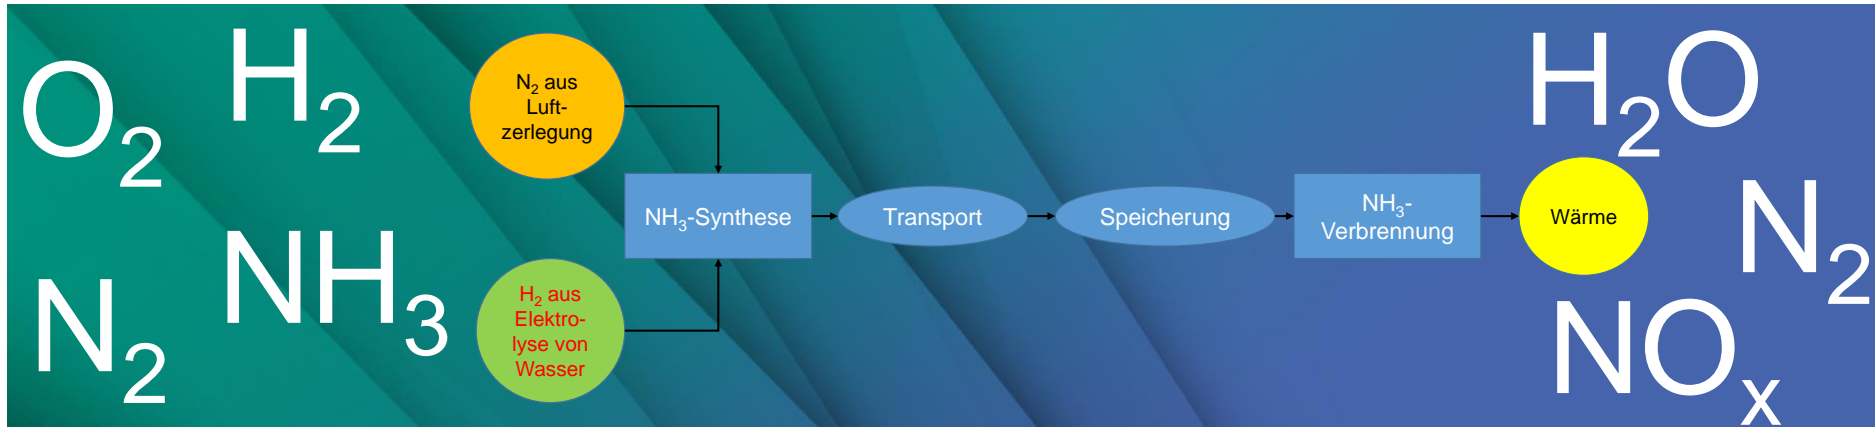 O₂
H₂
N₂
NH₃
N₂ aus
Luft-
zerlegung
H₂ aus
Elektro-
lyse von
Wasser
NH₃-Synthese
Transport
Speicherung
NH₃-
Verbrennung
Wärme
H₂O
N₂
NOₓ